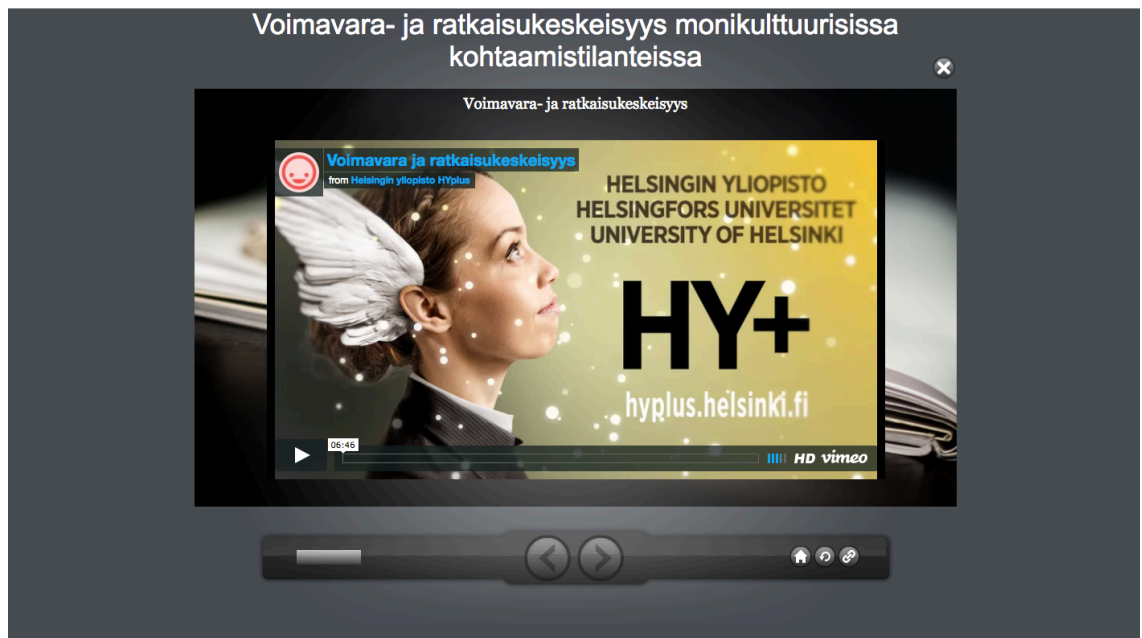 Voimavara- ja ratkaisukeskeisyys monikulttuurisissa
kohtaamistilanteissa
Voimavara- ja ratkaisukeskeisyys
Voimavara ja ratkaisukeskeisyys
from Helsingin yliopisto HYplus
HELSINGIN YLIOPISTO
HELSINGFORS UNIVERSITET
UNIVERSITY OF HELSINKI
HY+
hyplus.helsinki.fi
06:46
HD vimeo